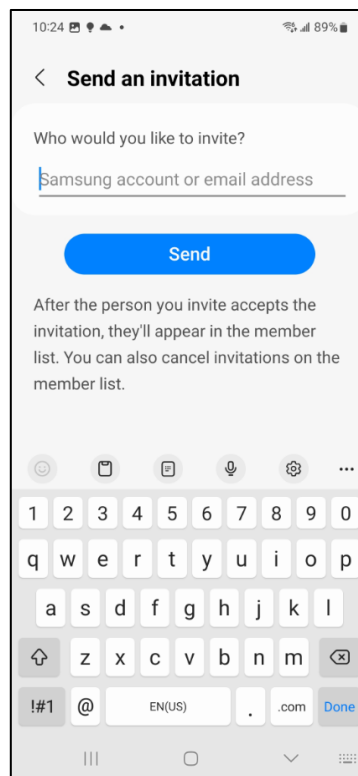 10:24 89%
Send an invitation
Who would you like to invite?
Samsung account or email address
Send
After the person you invite accepts the
invitation, they'll appear in the member
list. You can also cancel invitations on the
member list.
1 2 3 4 5 6 7 8 9 0
q w e r t y u i o p
a s d f g h j k l
z x c v b n m
!#1 @ EN(US) . .com Done